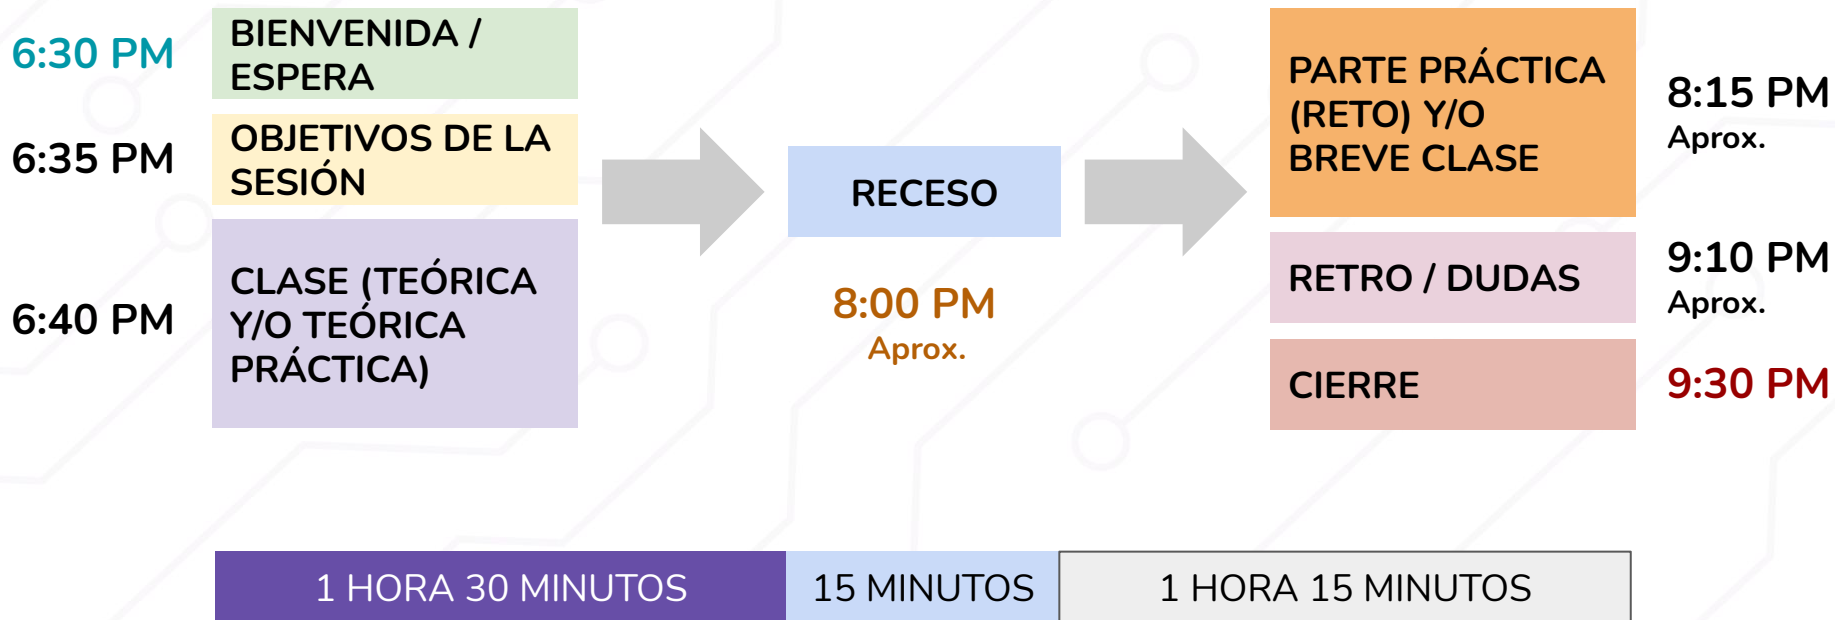 6:30 PM
BIENVENIDA /
ESPERA
6:35 PM
OBJETIVOS DE LA
SESIÓN
6:40 PM
CLASE (TEÓRICA
Y/O TEÓRICA
PRÁCTICA)
RECESO
8:00 PM
Aprox.
PARTE PRÁCTICA
(RETO) Y/O
BREVE CLASE
8:15 PM
Aprox.
RETRO / DUDAS
9:10 PM
Aprox.
CIERRE
9:30 PM
1 HORA 30 MINUTOS
15 MINUTOS
1 HORA 15 MINUTOS